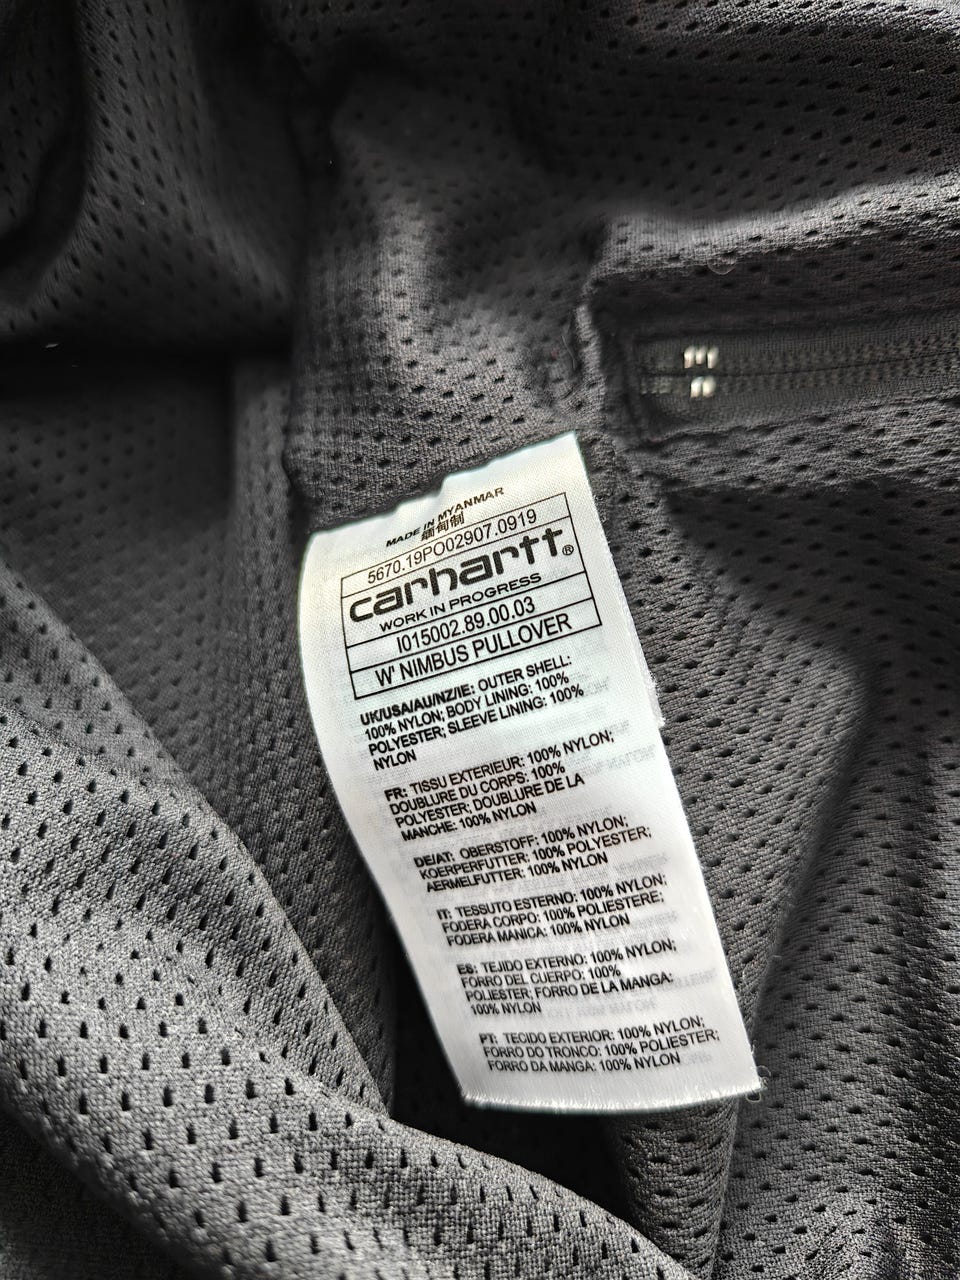 MADE IN MYANMAR
缅甸制
5670.19PO02907.0919
carhartt®
WORK IN PROGRESS
I015002.89.00.03
W' NIMBUS PULLOVER
UK/USA/AU/NZ/IE: OUTER SHELL:
100% NYLON; BODY LINING: 100%
POLYESTER; SLEEVE LINING: 100%
NYLON
FR: TISSU EXTERIEUR: 100% NYLON;
DOUBLURE DU CORPS: 100%
POLYESTER; DOUBLURE DE LA
MANCHE: 100% NYLON
DE/AT: OBERSTOFF: 100% NYLON;
KOERPERFUTTER: 100% POLYESTER;
AERMELFUTTER: 100% NYLON
IT: TESSUTO ESTERNO: 100% NYLON;
FODERA CORPO: 100% POLIESTERE;
FODERA MANICA: 100% NYLON
ES: TEJIDO EXTERNO: 100% NYLON;
FORRO DEL CUERPO: 100%
POLIESTER; FORRO DE LA MANGA:
100% NYLON
PT: TECIDO EXTERIOR: 100% NYLON;
FORRO DO TRONCO: 100% POLIESTER;
FORRO DA MANGA: 100% NYLON